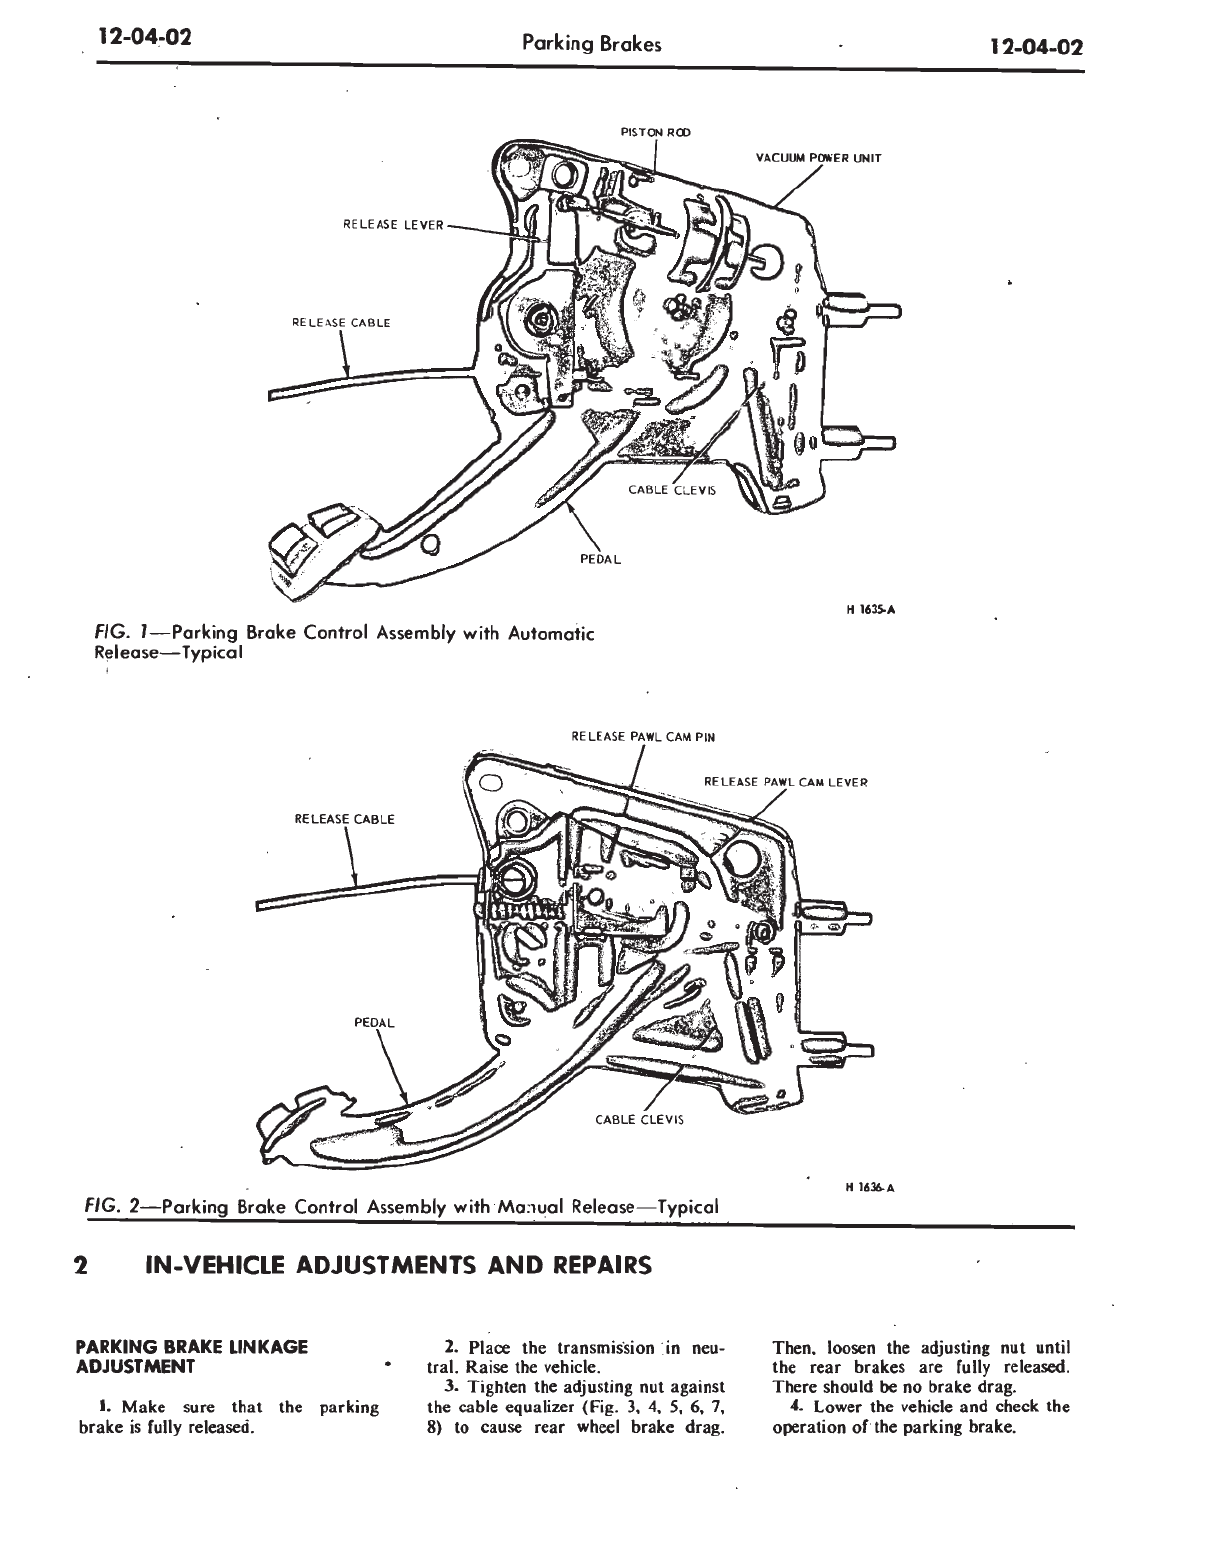 12-04-02
Parking Brakes
12-04-02
PISTON ROD
VACUUM POWER UNIT
RELEASE LEVER
RELEASE CABLE
CABLE CLEVIS
PEDAL
H 1635-A
FIG. 1—Parking Brake Control Assembly with Automatic
Release—Typical
RELEASE PAWL CAM PIN
RELEASE PAWL CAM LEVER
RELEASE CABLE
PEDAL
CABLE CLEVIS
H 1636-A
FIG. 2—Parking Brake Control Assembly with Manual Release—Typical
2 IN-VEHICLE ADJUSTMENTS AND REPAIRS
PARKING BRAKE LINKAGE
ADJUSTMENT
1. Make sure that the parking
brake is fully released.
2. Place the transmission in neu-
tral. Raise the vehicle.
3. Tighten the adjusting nut against
the cable equalizer (Fig. 3, 4, 5, 6, 7,
8) to cause rear wheel brake drag.
Then, loosen the adjusting nut until
the rear brakes are fully released.
There should be no brake drag.
4. Lower the vehicle and check the
operation of the parking brake.